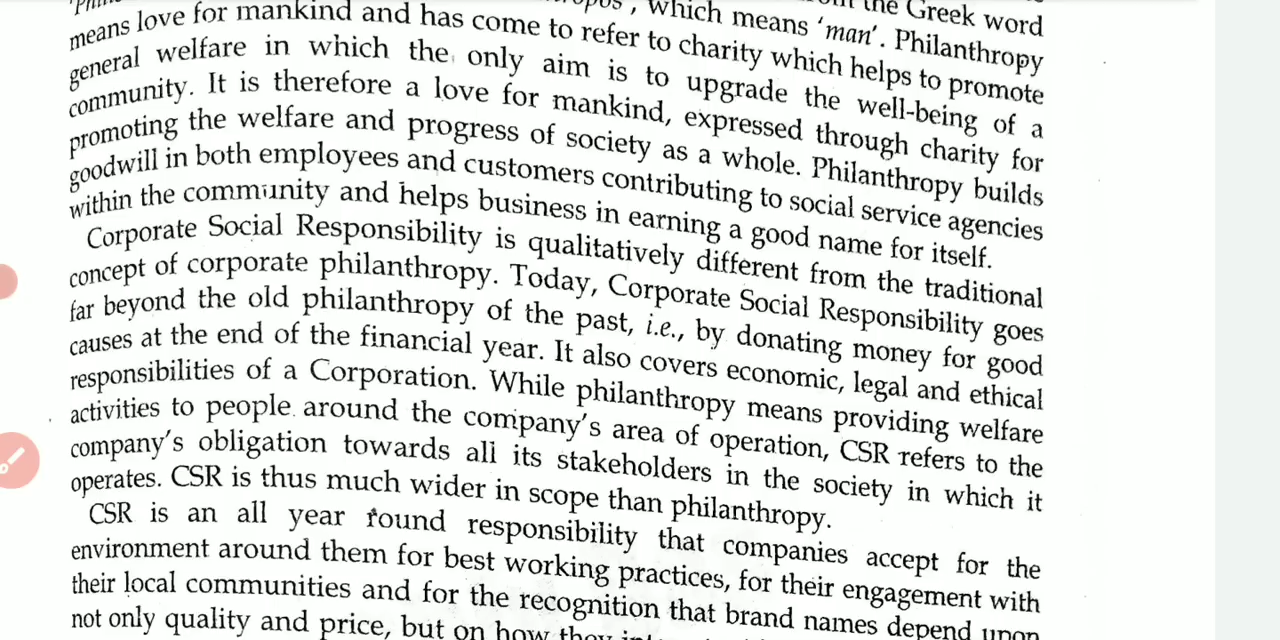 the Greek word
which means 'man'. Philanthropy
means love for mankind and has come to refer to charity which helps to promote
general welfare in which the only aim is to upgrade the well-being of a
community. It is therefore a love for mankind, expressed through charity for
promoting the welfare and progress of society as a whole. Philanthropy builds
goodwill in both employees and customers contributing to social service agencies
within the community and helps business in earning a good name for itself.
Corporate Social Responsibility is qualitatively different from the traditional
concept of corporate philanthropy. Today, Corporate Social Responsibility goes
far beyond the old philanthropy of the past, i.e., by donating money for good
causes at the end of the financial year. It also covers economic, legal and ethical
responsibilities of a Corporation. While philanthropy means providing welfare
activities to people around the company's area of operation, CSR refers to the
company's obligation towards all its stakeholders in the society in which it
operates. CSR is thus much wider in scope than philanthropy.
CSR is an all year round responsibility that companies accept for the
environment around them for best working practices, for their engagement with
their local communities and for the recognition that brand names depend upon
not only quality and price, but on how they